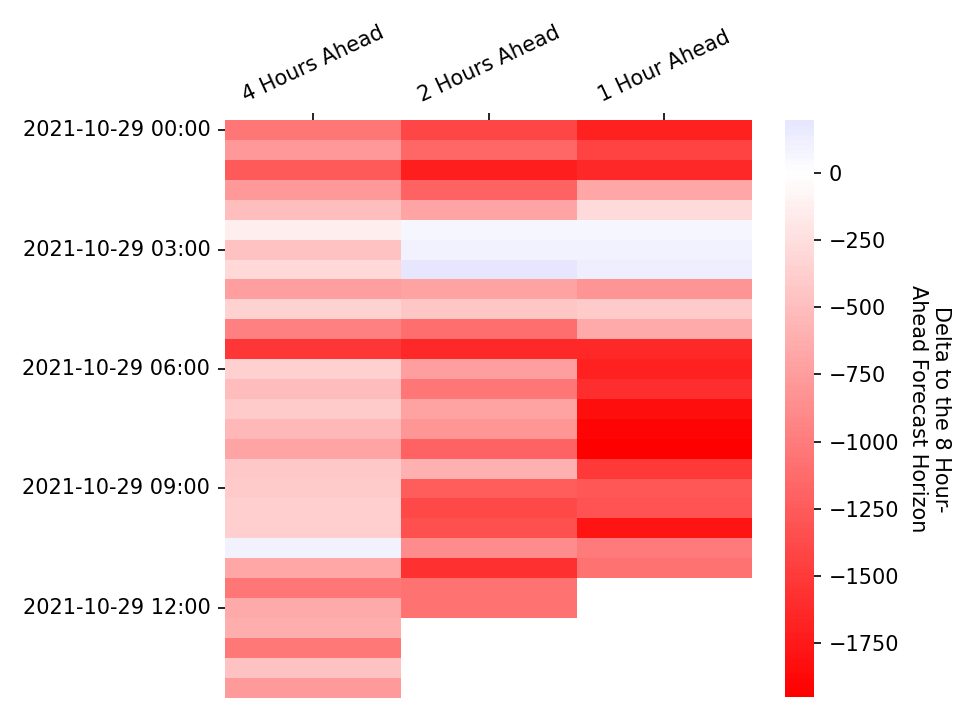 4 Hours Ahead
2 Hours Ahead
1 Hour Ahead
2021-10-29 00:00
2021-10-29 03:00
2021-10-29 06:00
2021-10-29 09:00
2021-10-29 12:00
0
−250
−500
−750
−1000
−1250
−1500
−1750
Delta to the 8 Hour-
Ahead Forecast Horizon